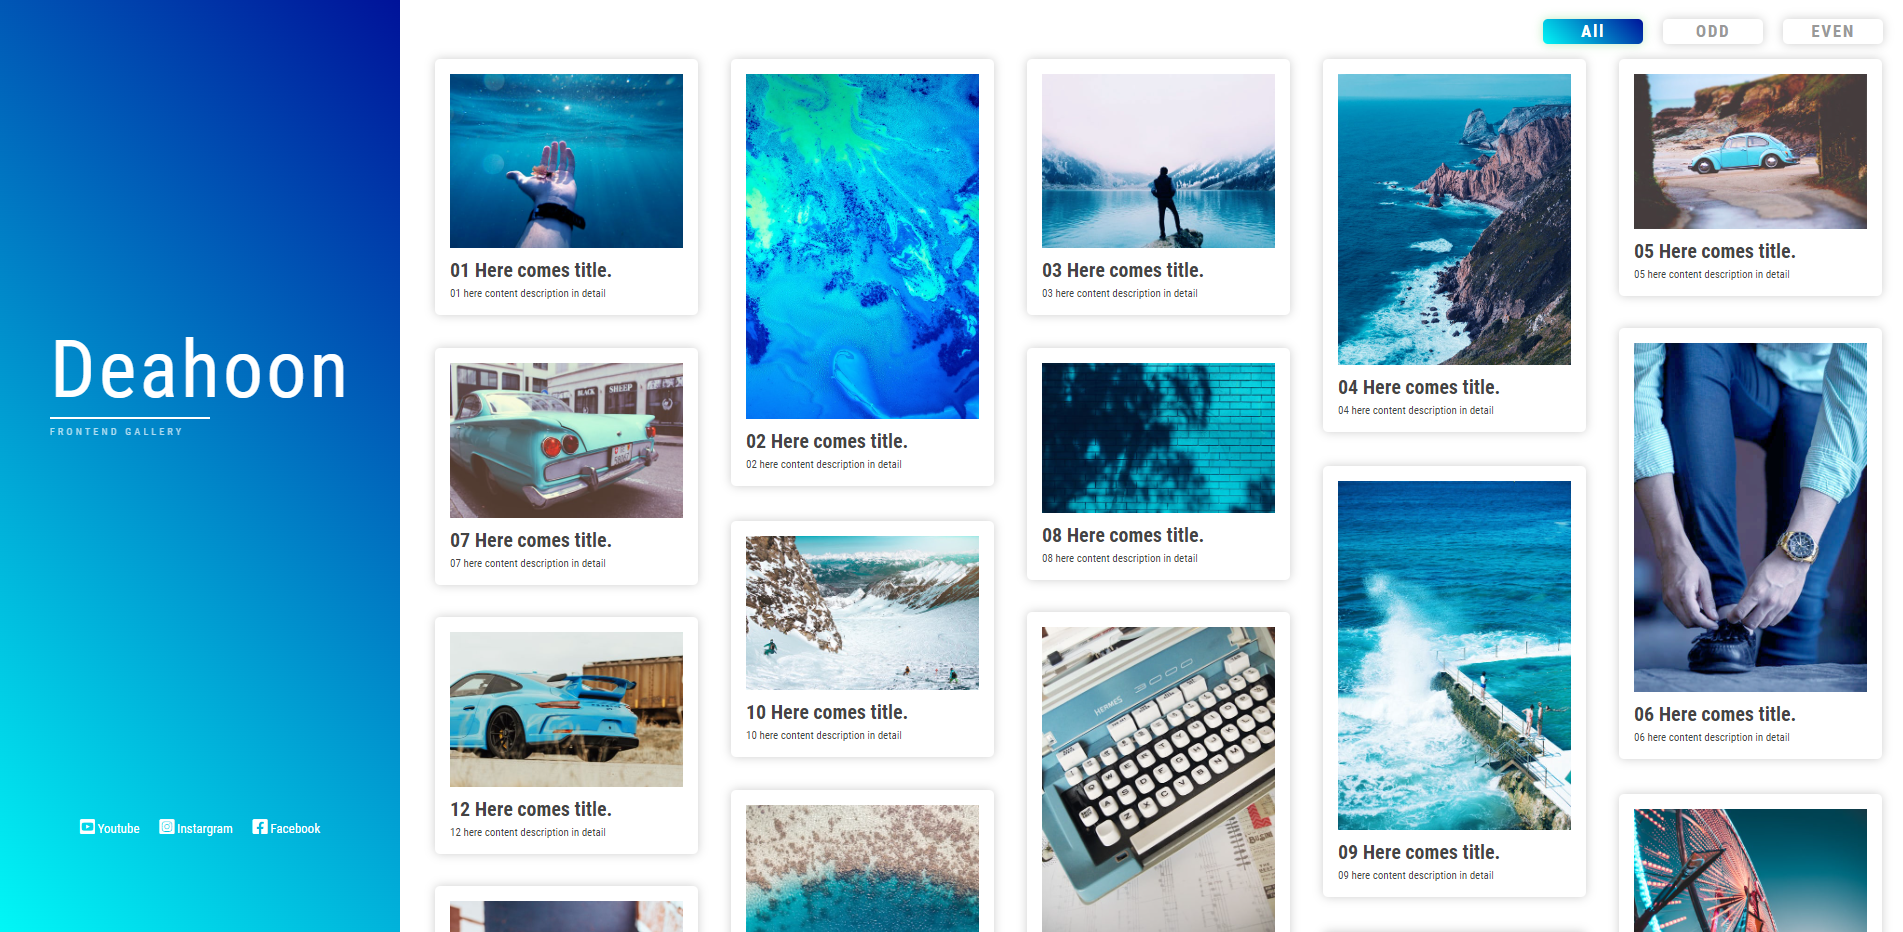 Deahoon
FRONTEND GALLERY
Youtube Instargram Facebook
All ODD EVEN
01 Here comes title.
01 here content description in detail
02 Here comes title.
02 here content description in detail
03 Here comes title.
03 here content description in detail
04 Here comes title.
04 here content description in detail
05 Here comes title.
05 here content description in detail
06 Here comes title.
06 here content description in detail
BLACK SHEEP
07 Here comes title.
07 here content description in detail
08 Here comes title.
08 here content description in detail
09 Here comes title.
09 here content description in detail
10 Here comes title.
10 here content description in detail
HERMES 3000
12 Here comes title.
12 here content description in detail